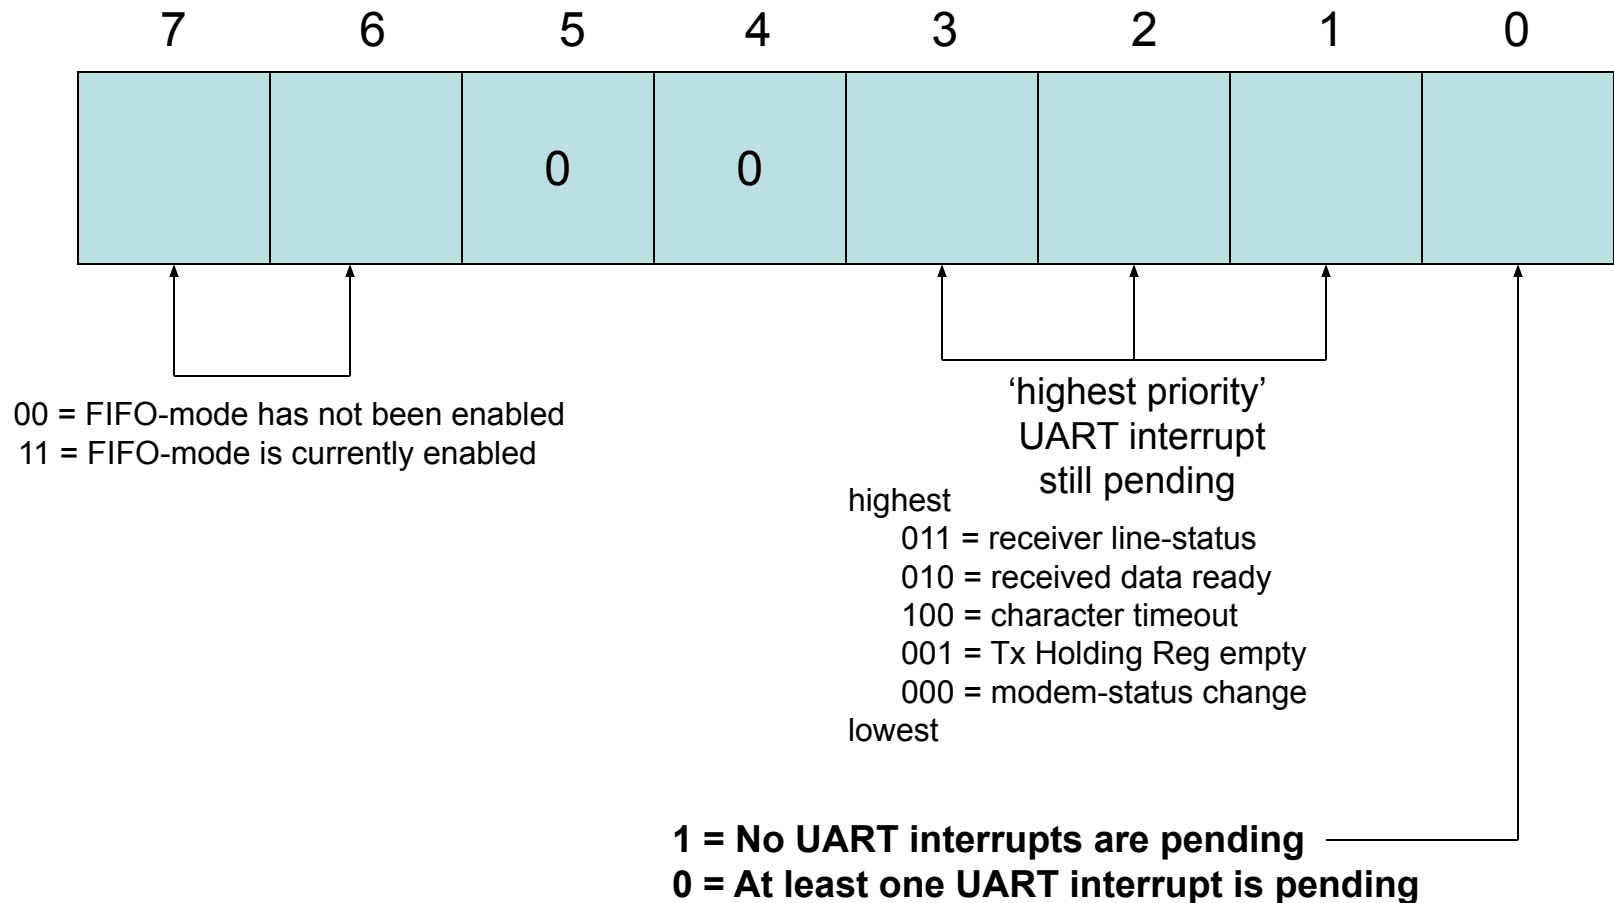 7 6 5 4 3 2 1 0
0 0
00 = FIFO-mode has not been enabled
11 = FIFO-mode is currently enabled
‘highest priority’
UART interrupt
still pending
highest
011 = receiver line-status
010 = received data ready
100 = character timeout
001 = Tx Holding Reg empty
000 = modem-status change
lowest
1 = No UART interrupts are pending
0 = At least one UART interrupt is pending